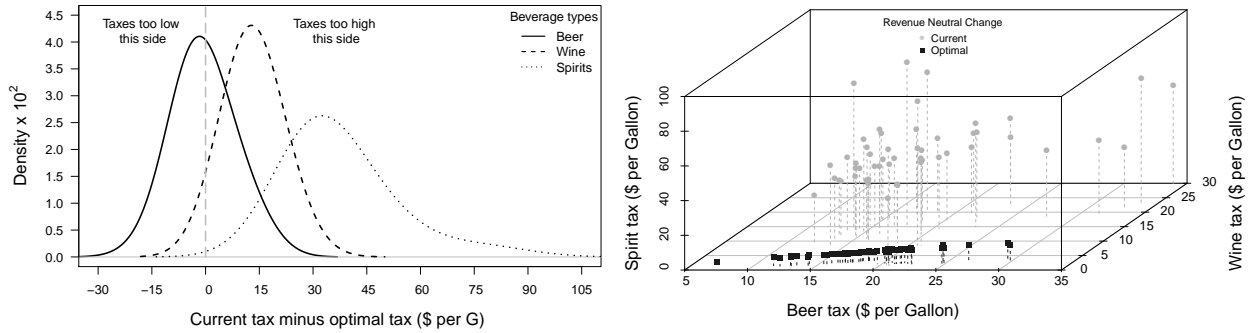 Taxes too low
this side
Taxes too high
this side
Beverage types
Beer
Wine
Spirits
Density x 10²
4.5
4.0
3.5
3.0
2.5
2.0
1.5
1.0
0.5
0.0
−30
−15
0
15
30
45
60
75
90
105
Current tax minus optimal tax ($ per G)
Revenue Neutral Change
Current
Optimal
Spirit tax ($ per Gallon)
100
80
60
40
20
0
5
10
15
20
25
30
35
Beer tax ($ per Gallon)
0
5
10
15
20
25
30
Wine tax ($ per Gallon)